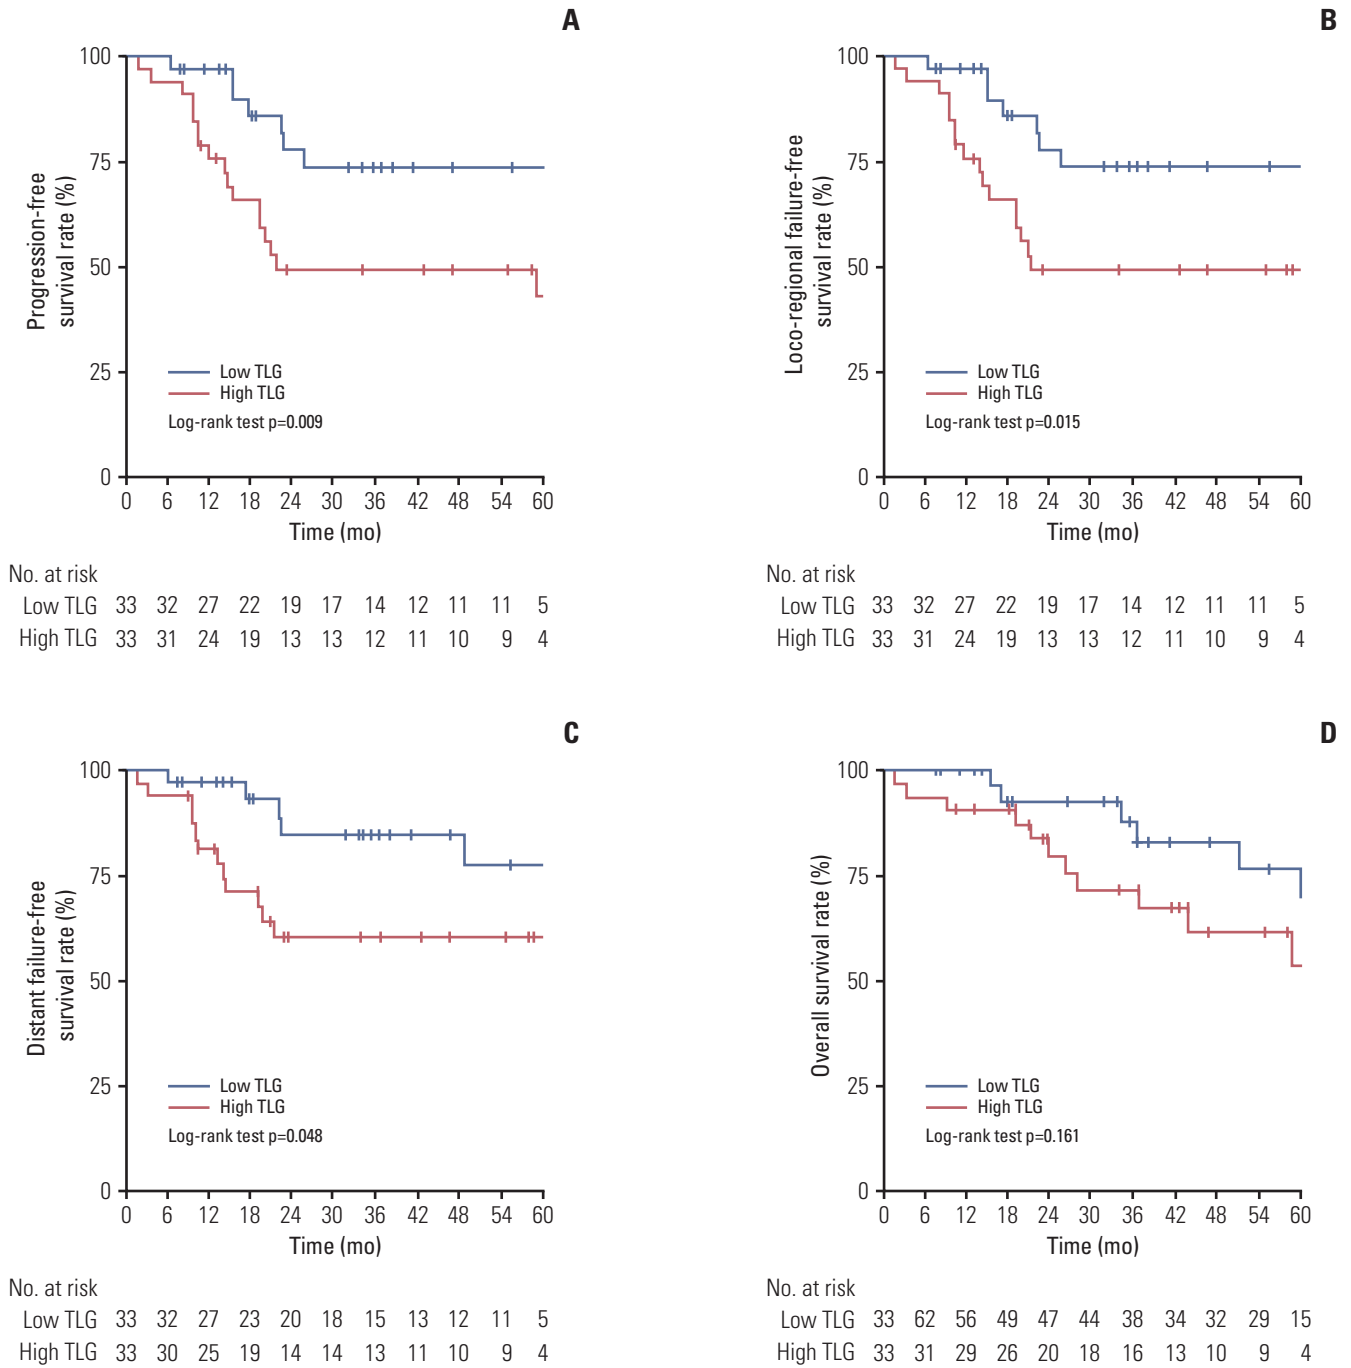 A
Progression-free
survival rate (%)
100
75
50
25
0
Low TLG
High TLG
Log-rank test p=0.009
0 6 12 18 24 30 36 42 48 54 60
Time (mo)
No. at risk
Low TLG 33 32 27 22 19 17 14 12 11 11 5
High TLG 33 31 24 19 13 13 12 11 10 9 4
B
Loco-regional failure-free
survival rate (%)
100
75
50
25
0
Low TLG
High TLG
Log-rank test p=0.015
0 6 12 18 24 30 36 42 48 54 60
Time (mo)
No. at risk
Low TLG 33 32 27 22 19 17 14 12 11 11 5
High TLG 33 31 24 19 13 13 12 11 10 9 4
C
Distant failure-free
survival rate (%)
100
75
50
25
0
Low TLG
High TLG
Log-rank test p=0.048
0 6 12 18 24 30 36 42 48 54 60
Time (mo)
No. at risk
Low TLG 33 32 27 23 20 18 15 13 12 11 5
High TLG 33 30 25 19 14 14 13 11 10 9 4
D
Overall survival rate (%)
100
75
50
25
0
Low TLG
High TLG
Log-rank test p=0.161
0 6 12 18 24 30 36 42 48 54 60
Time (mo)
No. at risk
Low TLG 33 62 56 49 47 44 38 34 32 29 15
High TLG 33 31 29 26 20 18 16 13 10 9 4